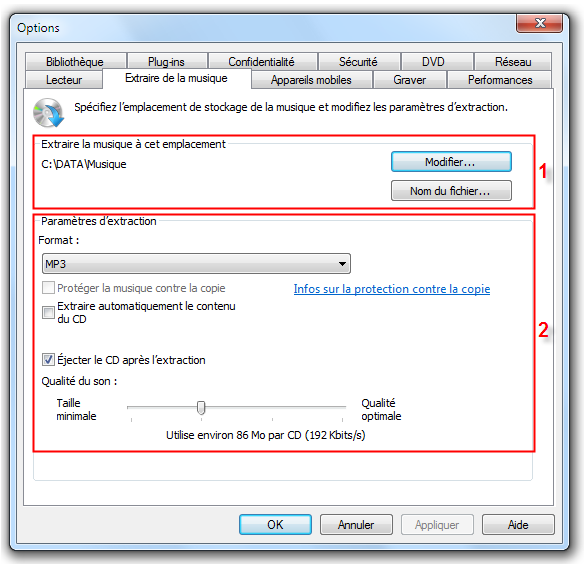 Options
Bibliothèque Plug-ins Confidentialité Sécurité DVD Réseau
Lecteur Extraire de la musique Appareils mobiles Graver Performances
Spécifiez l'emplacement de stockage de la musique et modifiez les paramètres d'extraction.
Extraire la musique à cet emplacement
C:\DATA\Musique
Modifier...
1
Nom du fichier...
Paramètres d'extraction
Format :
MP3
Protéger la musique contre la copie
Infos sur la protection contre la copie
Extraire automatiquement le contenu
du CD
2
Éjecter le CD après l'extraction
Qualité du son :
Taille
minimale
Qualité
optimale
Utilise environ 86 Mo par CD (192 Kbits/s)
OK Annuler Appliquer Aide